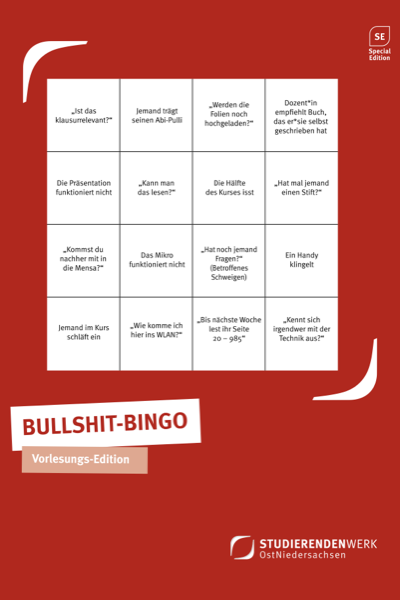 SE
Special
Edition
„Ist das
klausurrelevant?“
Jemand trägt
seinen Abi-Pulli
„Werden die
Folien noch
hochgeladen?“
Dozent*in
empfiehlt Buch,
das er*sie selbst
geschrieben hat
Die Präsentation
funktioniert nicht
„Kann man
das lesen?“
Die Hälfte
des Kurses isst
„Hat mal jemand
einen Stift?“
„Kommst du
nachher mit in
die Mensa?“
Das Mikro
funktioniert nicht
„Hat noch jemand
Fragen?“
(Betroffenes
Schweigen)
Ein Handy
klingelt
Jemand im Kurs
schläft ein
„Wie komme ich
hier ins WLAN?“
„Bis nächste Woche
lest ihr Seite
20 – 985“
„Kennt sich
irgendwer mit der
Technik aus?“
BULLSHIT-BINGO
Vorlesungs-Edition
STUDIERENDENWERK
OstNiedersachsen